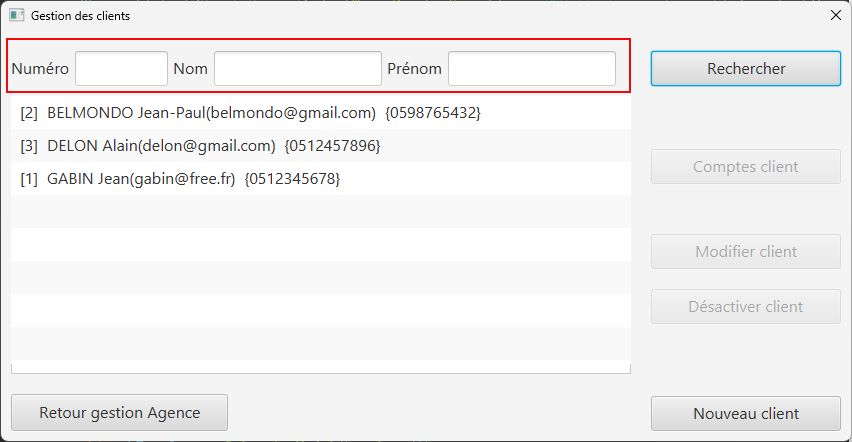 Gestion des clients
Numéro Nom Prénom Rechercher
[2] BELMONDO Jean-Paul(belmondo@gmail.com) {0598765432}
[3] DELON Alain(delon@gmail.com) {0512457896}
[1] GABIN Jean(gabin@free.fr) {0512345678}
Comptes client
Modifier client
Désactiver client
Retour gestion Agence
Nouveau client